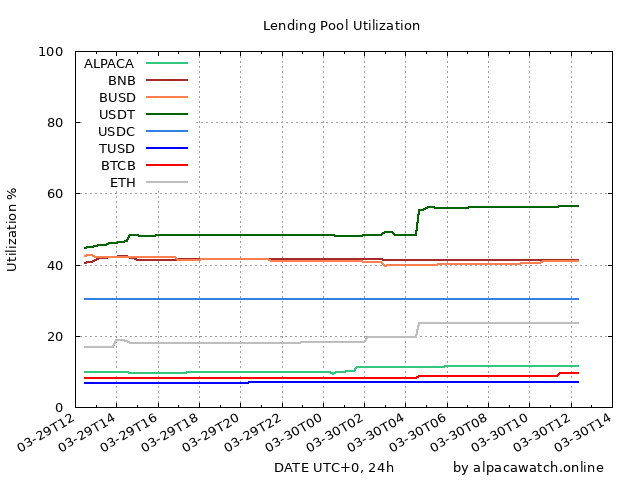 Lending Pool Utilization
100
80
60
40
20
0
Utilization %
ALPACA
BNB
BUSD
USDT
USDC
TUSD
BTCB
ETH
03-29T12
03-29T14
03-29T16
03-29T18
03-29T20
03-29T22
03-30T00
03-30T02
03-30T04
03-30T06
03-30T08
03-30T10
03-30T12
03-30T14
DATE UTC+0, 24h
by alpacawatch.online